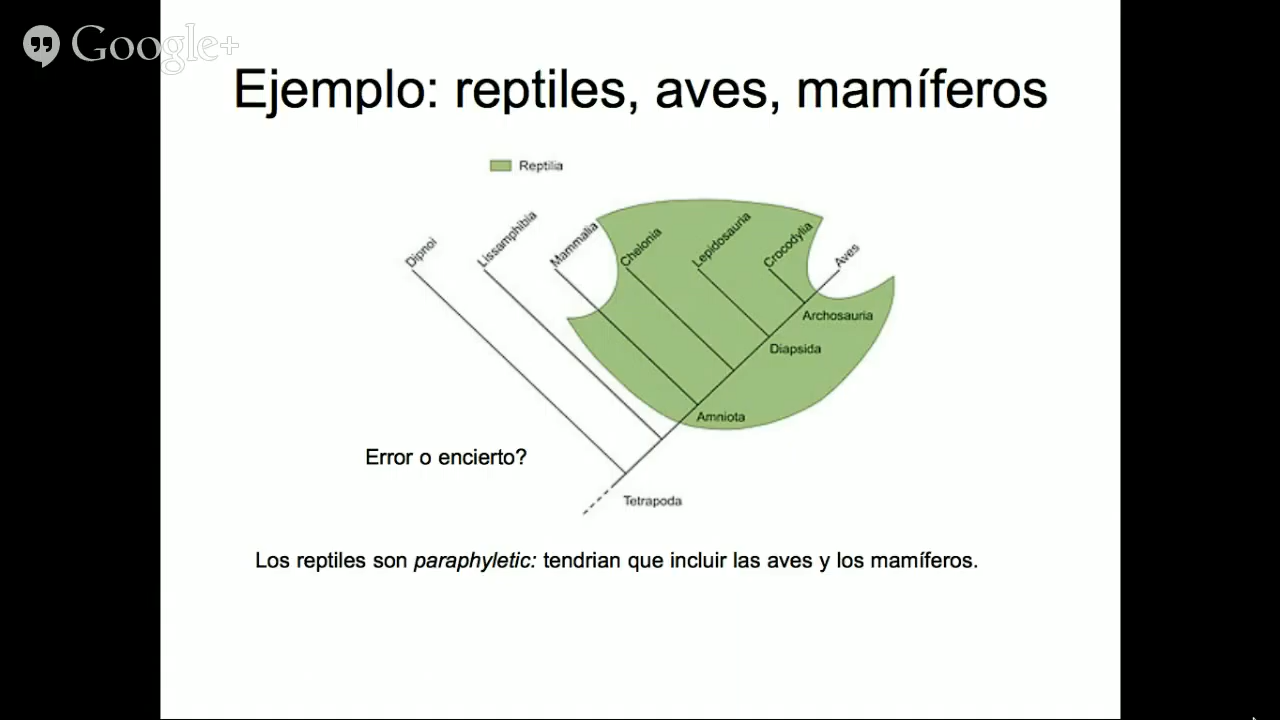 Google+
Ejemplo: reptiles, aves, mamíferos
Reptilia
Dipnoi
Lissamphibia
Mammalia
Chelonia
Lepidosauria
Crocodylia
Aves
Archosauria
Diapsida
Amniota
Error o encierto?
Tetrapoda
Los reptiles son paraphyletic: tendrian que incluir las aves y los mamíferos.